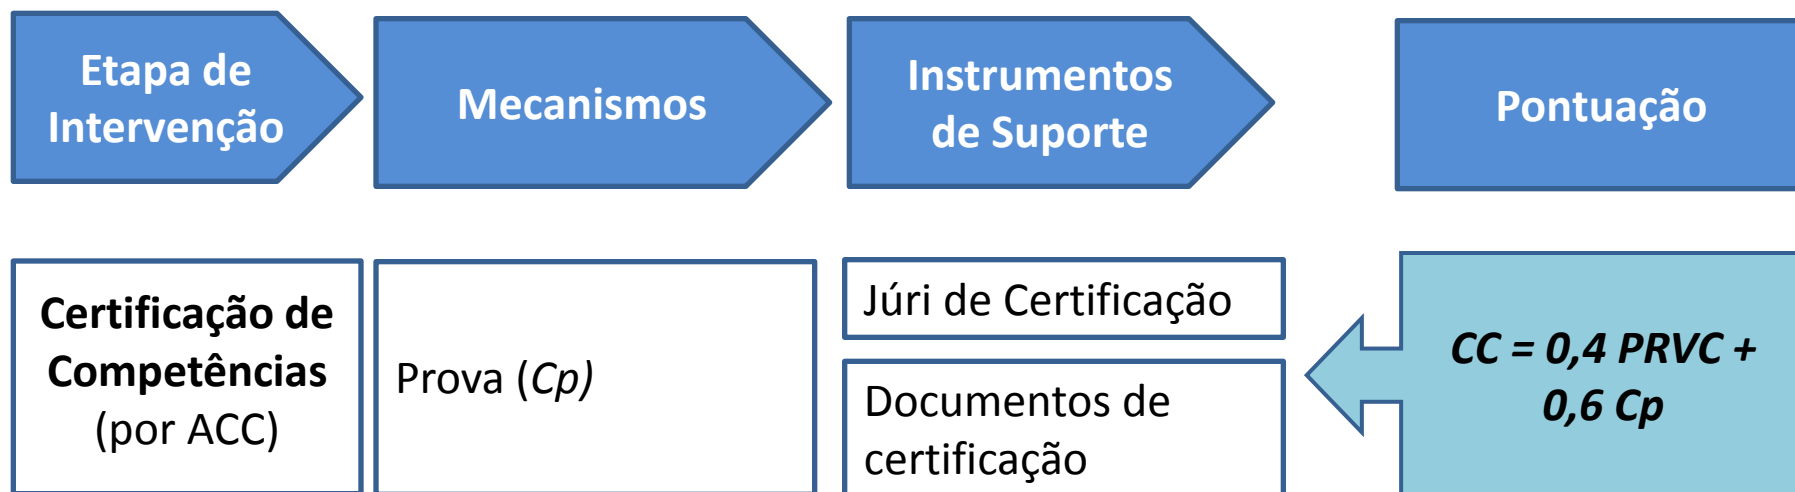 Etapa de
Intervenção
Mecanismos
Instrumentos
de Suporte
Pontuação
Certificação de
Competências
(por ACC)
Prova (Cp)
Júri de Certificação
Documentos de
certificação
CC = 0,4 PRVC +
0,6 Cp